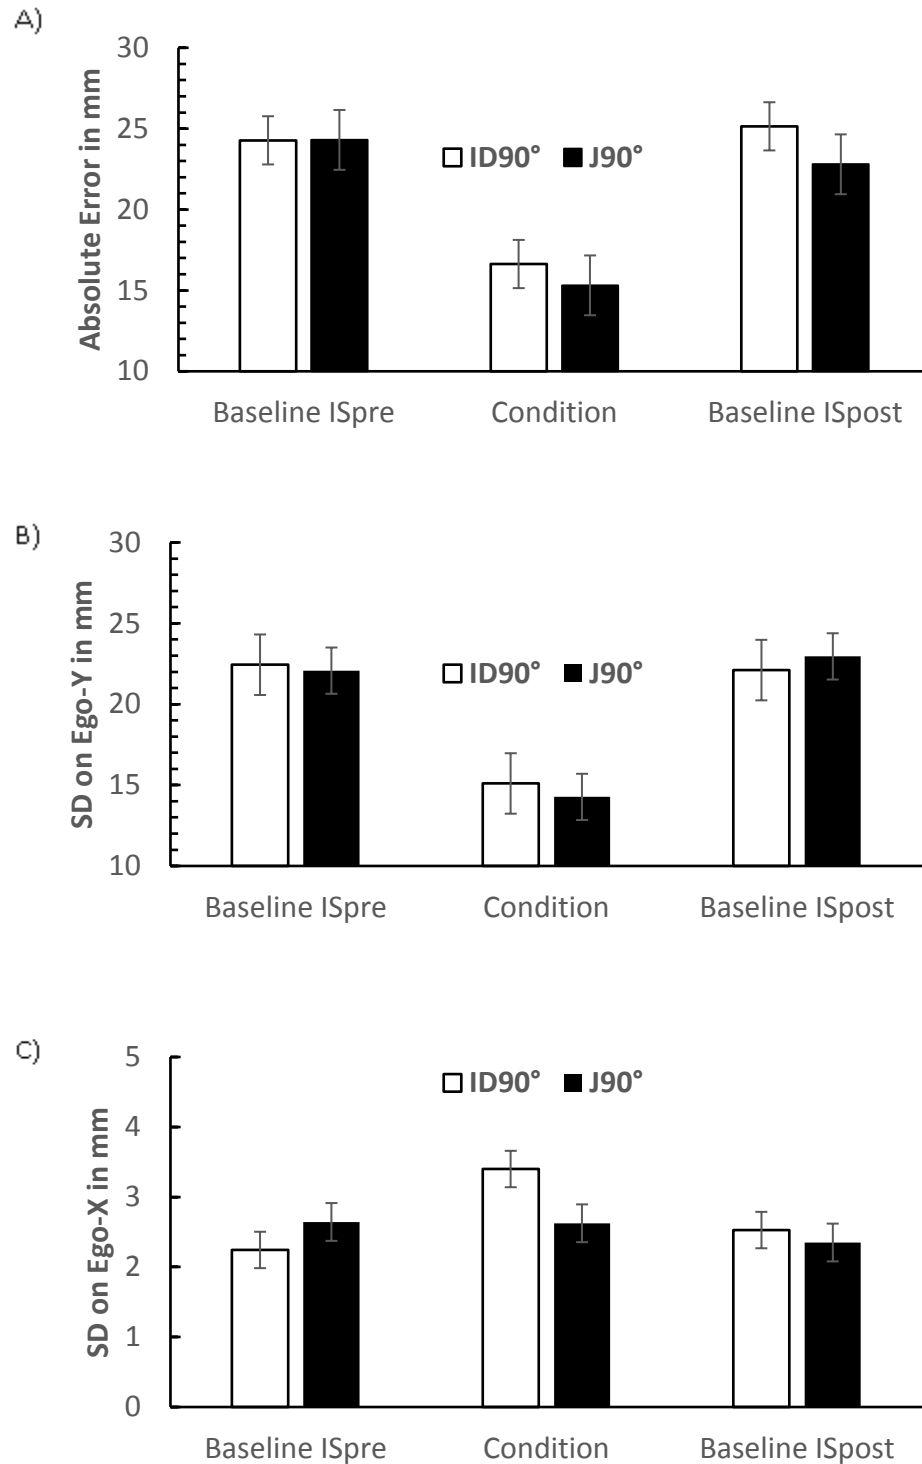 A)
Absolute Error in mm
30
25
20
15
10
ID90° J90°
Baseline ISpre Condition Baseline ISpost
B)
SD on Ego-Y in mm
30
25
20
15
10
ID90° J90°
Baseline ISpre Condition Baseline ISpost
C)
SD on Ego-X in mm
5
4
3
2
1
0
ID90° J90°
Baseline ISpre Condition Baseline ISpost